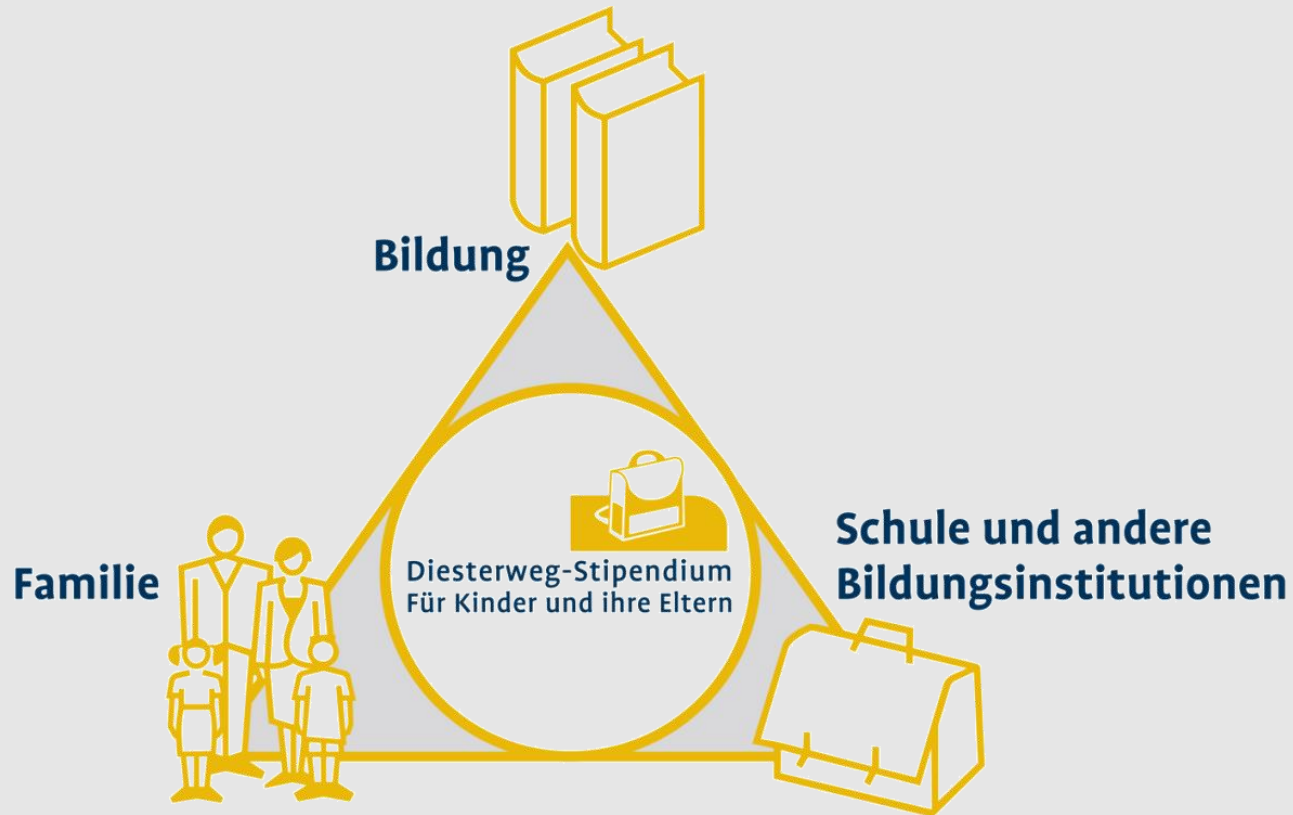 Bildung
Familie
Diesterweg-Stipendium
Für Kinder und ihre Eltern
Schule und andere
Bildungsinstitutionen